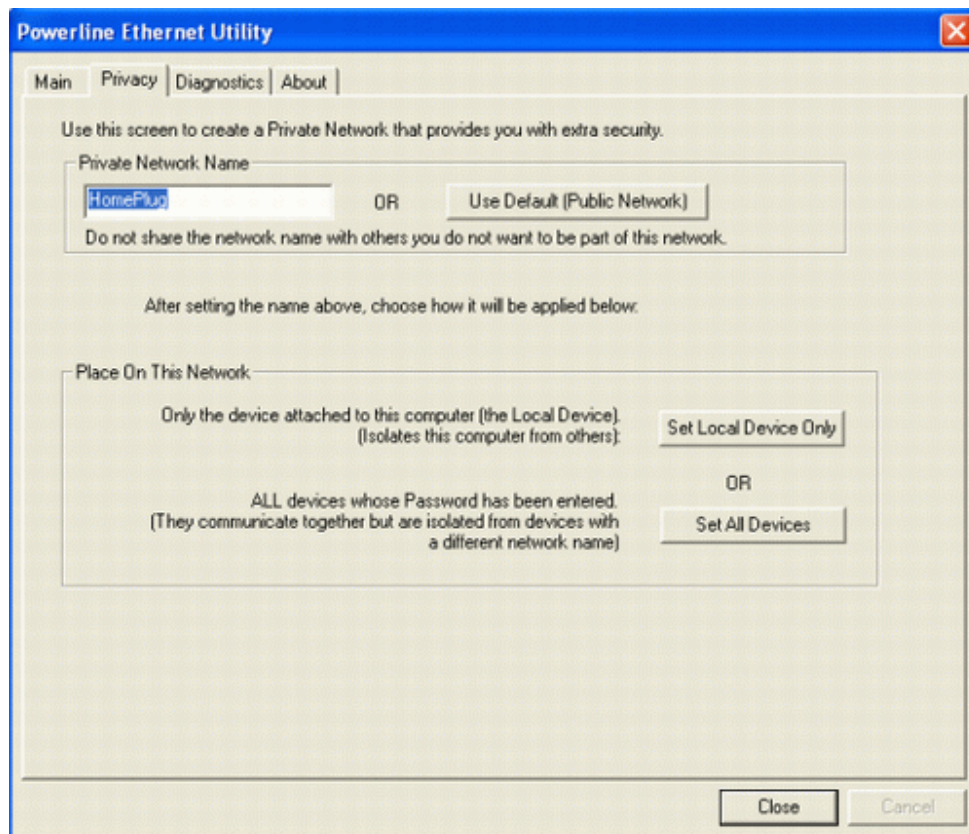 Powerline Ethernet Utility
Main Privacy Diagnostics About
Use this screen to create a Private Network that provides you with extra security.
Private Network Name
HomePlug OR Use Default (Public Network)
Do not share the network name with others you do not want to be part of this network.
After setting the name above, choose how it will be applied below:
Place On This Network
Only the device attached to this computer (the Local Device).
(Isolates this computer from others):
Set Local Device Only
OR
ALL devices whose Password has been entered.
(They communicate together but are isolated from devices with
a different network name)
Set All Devices
Close Cancel